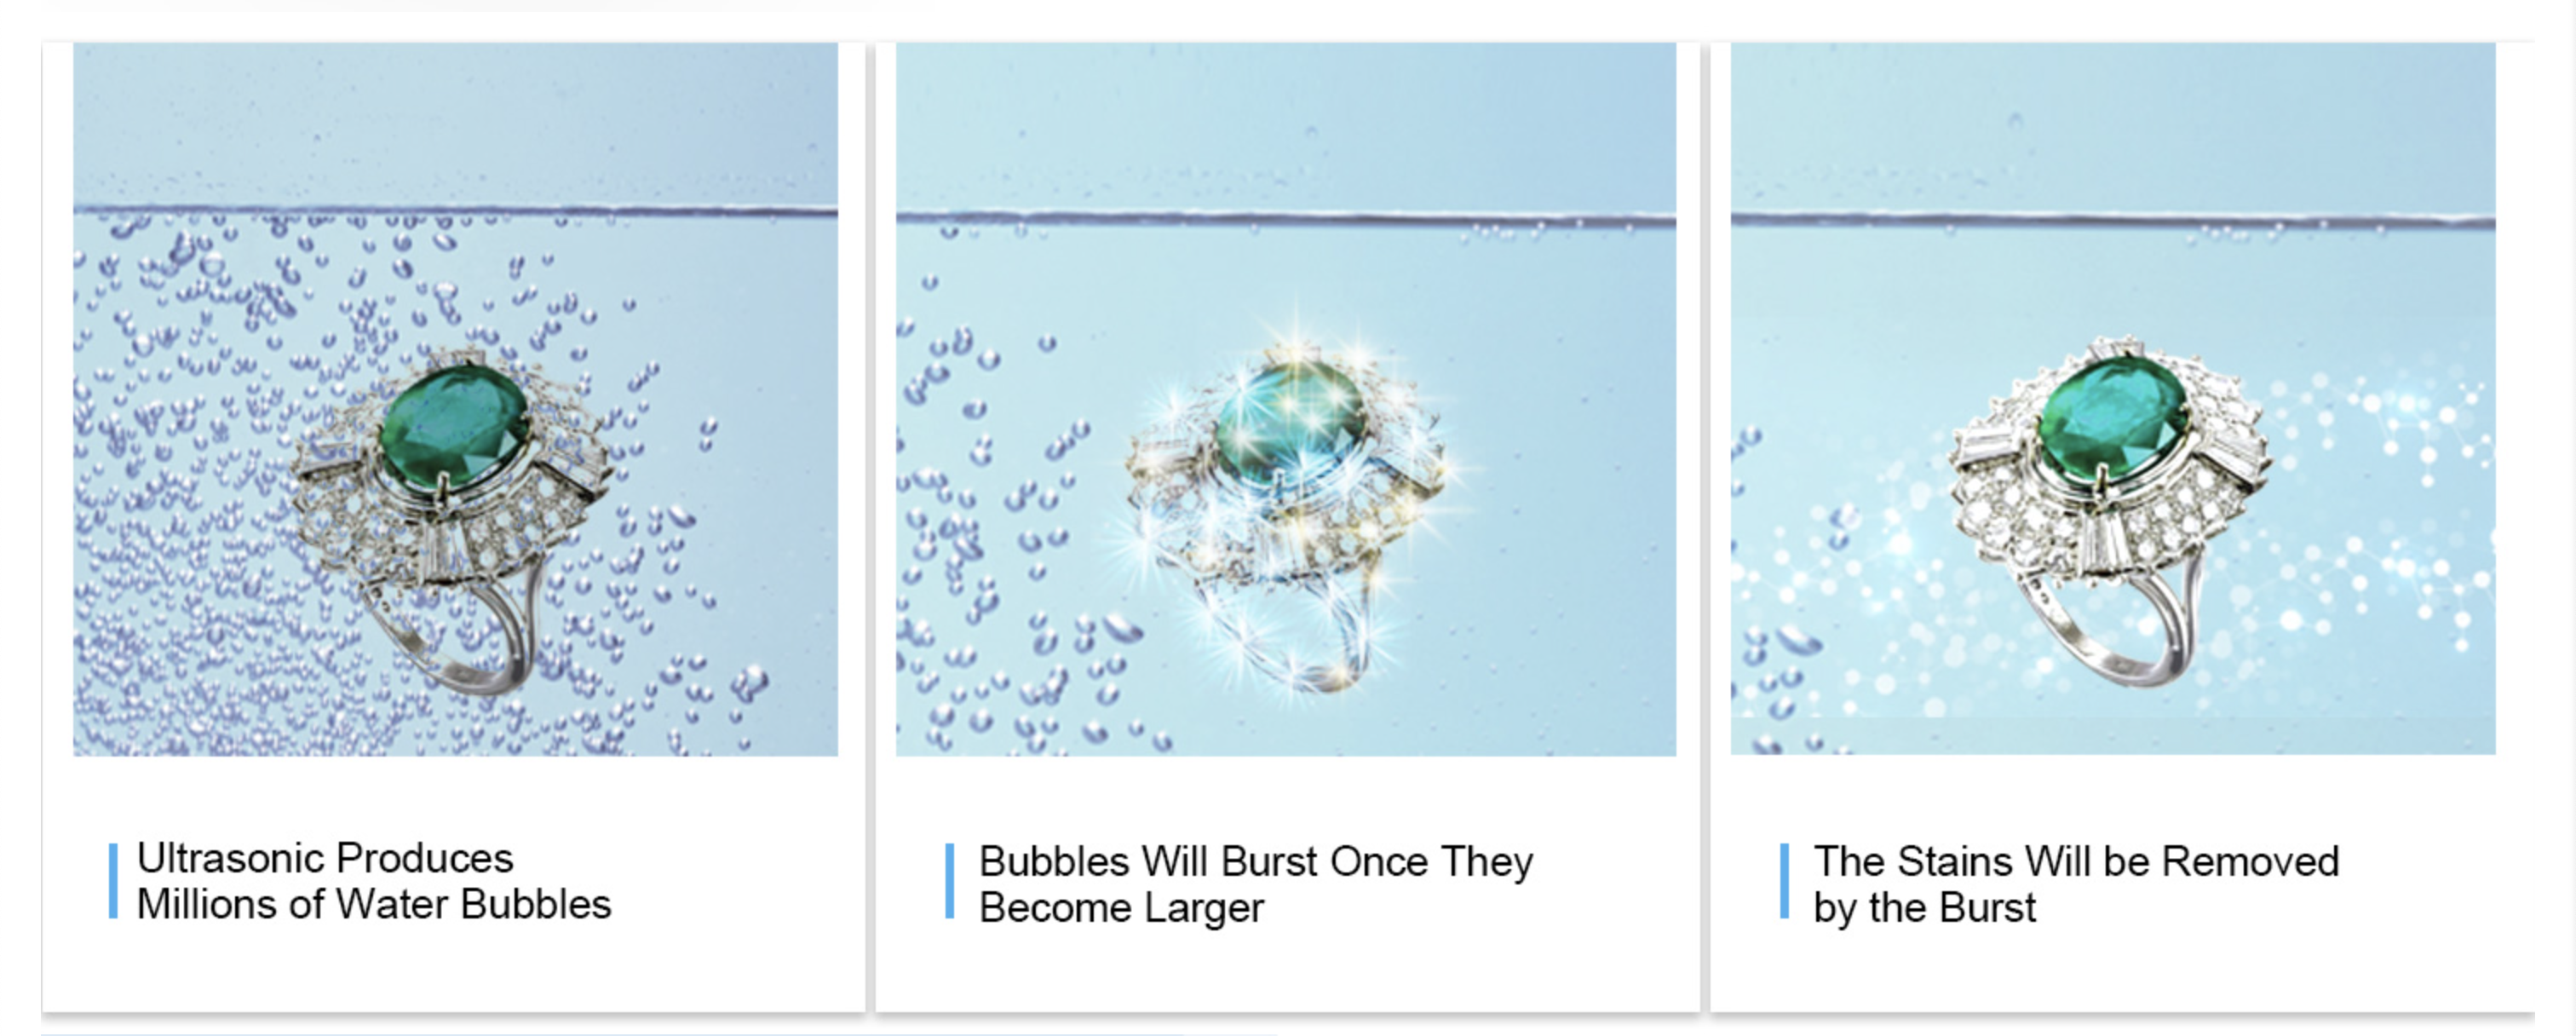 Ultrasonic Produces
Millions of Water Bubbles
Bubbles Will Burst Once They
Become Larger
The Stains Will be Removed
by the Burst